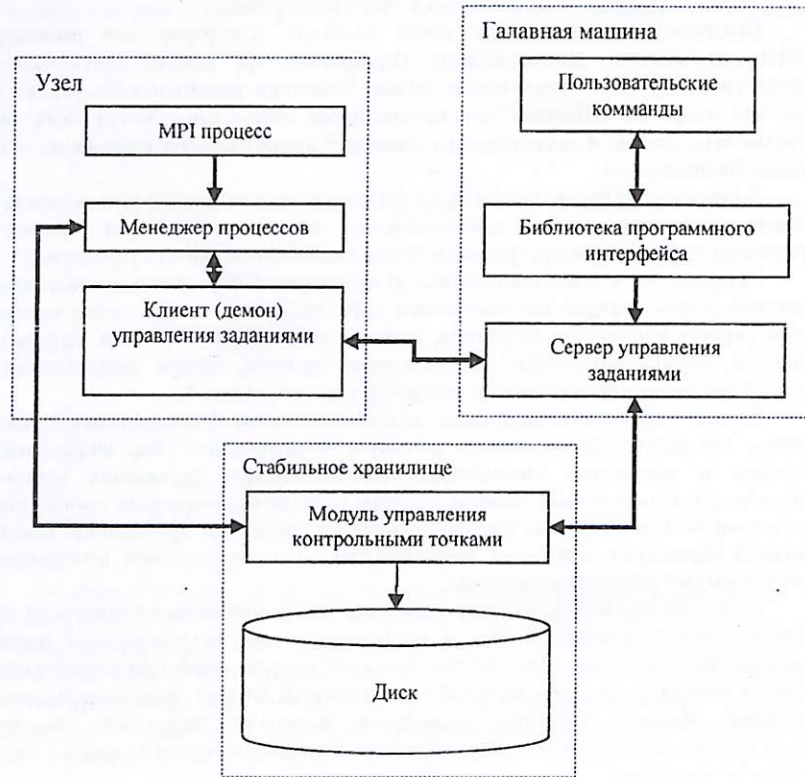 Узел
MPI процесс
Менеджер процессов
Клиент (демон)
управления заданиями
Галавная машина
Пользовательские
комманды
Библиотека программного
интерфейса
Сервер управления
заданиями
Стабильное хранилище
Модуль управления
контрольными точками
Диск